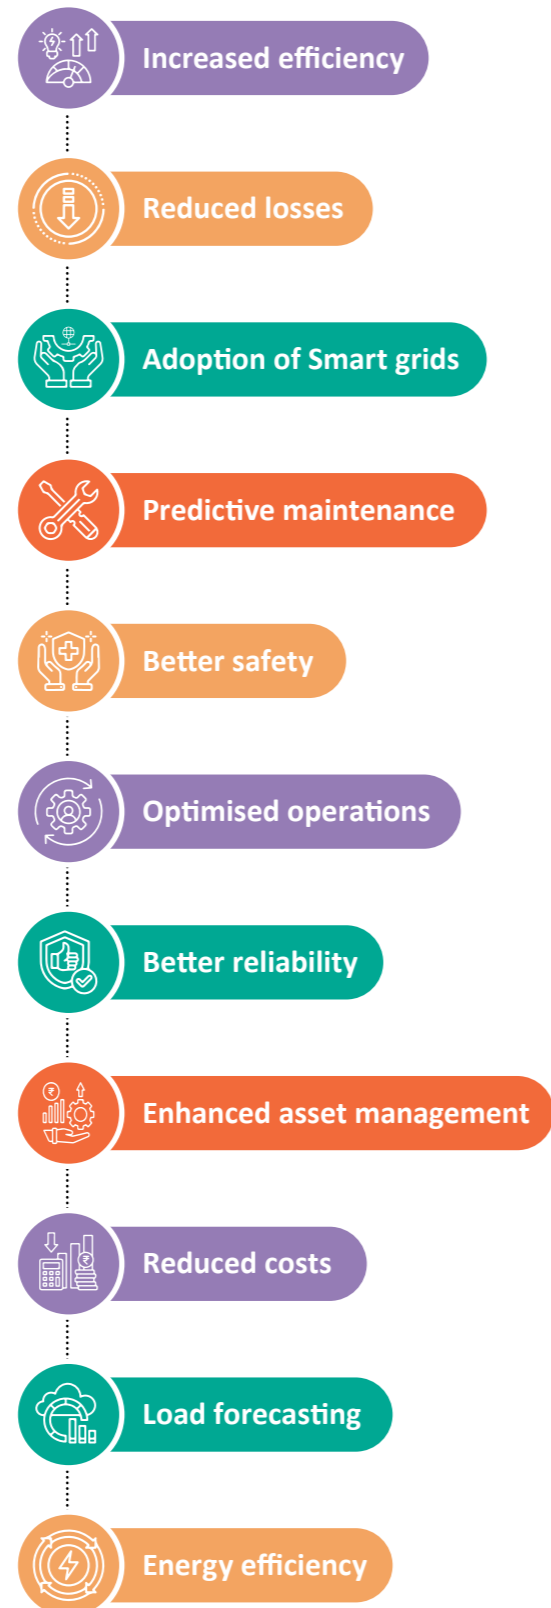 Increased efficiency
Reduced losses
Adoption of Smart grids
Predictive maintenance
Better safety
Optimised operations
Better reliability
₹
Enhanced asset management
₹
Reduced costs
Load forecasting
Energy efficiency